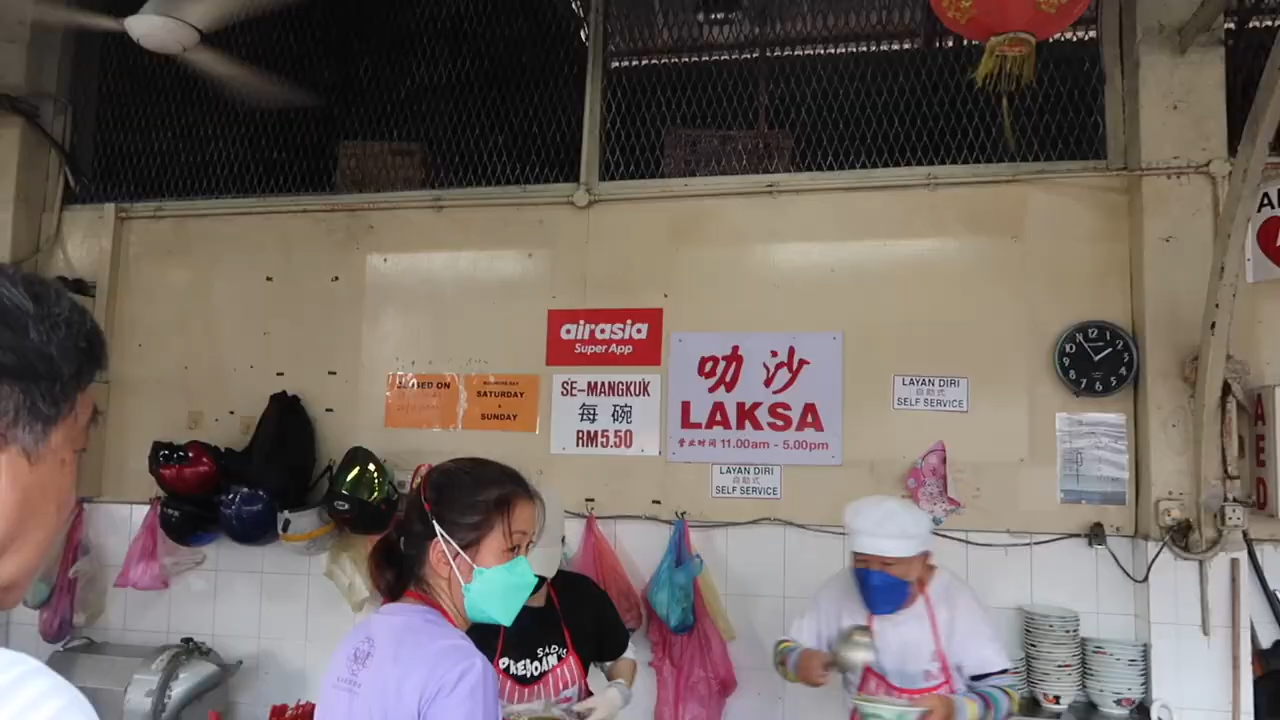 airasia
Super App
CLOSED ON
SATURDAY
&
SUNDAY
SE-MANGKUK
每 碗
RM5.50
叻 沙
LAKSA
营业时间 11.00am - 5.00pm
LAYAN DIRI
自助式
SELF SERVICE
LAYAN DIRI
自助式
SELF SERVICE
AED